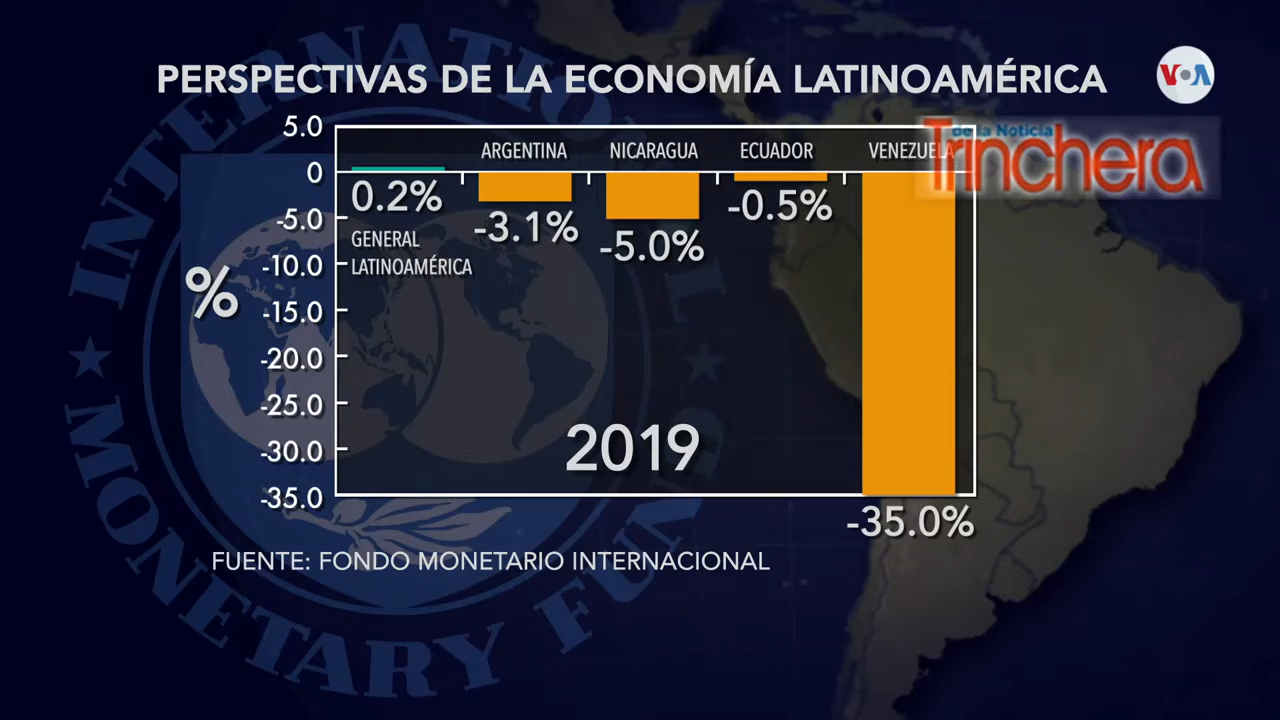 PERSPECTIVAS DE LA ECONOMÍA LATINOAMÉRICA
VOA
de la Noticia
Trinchera
5.0
0
-5.0
-10.0
-15.0
-20.0
-25.0
-30.0
-35.0
%
ARGENTINA
NICARAGUA
ECUADOR
VENEZUELA
0.2%
GENERAL
LATINOAMÉRICA
-3.1%
-5.0%
-0.5%
-35.0%
2019
FUENTE: FONDO MONETARIO INTERNACIONAL
INTERNATIONAL
MONETARY FUND